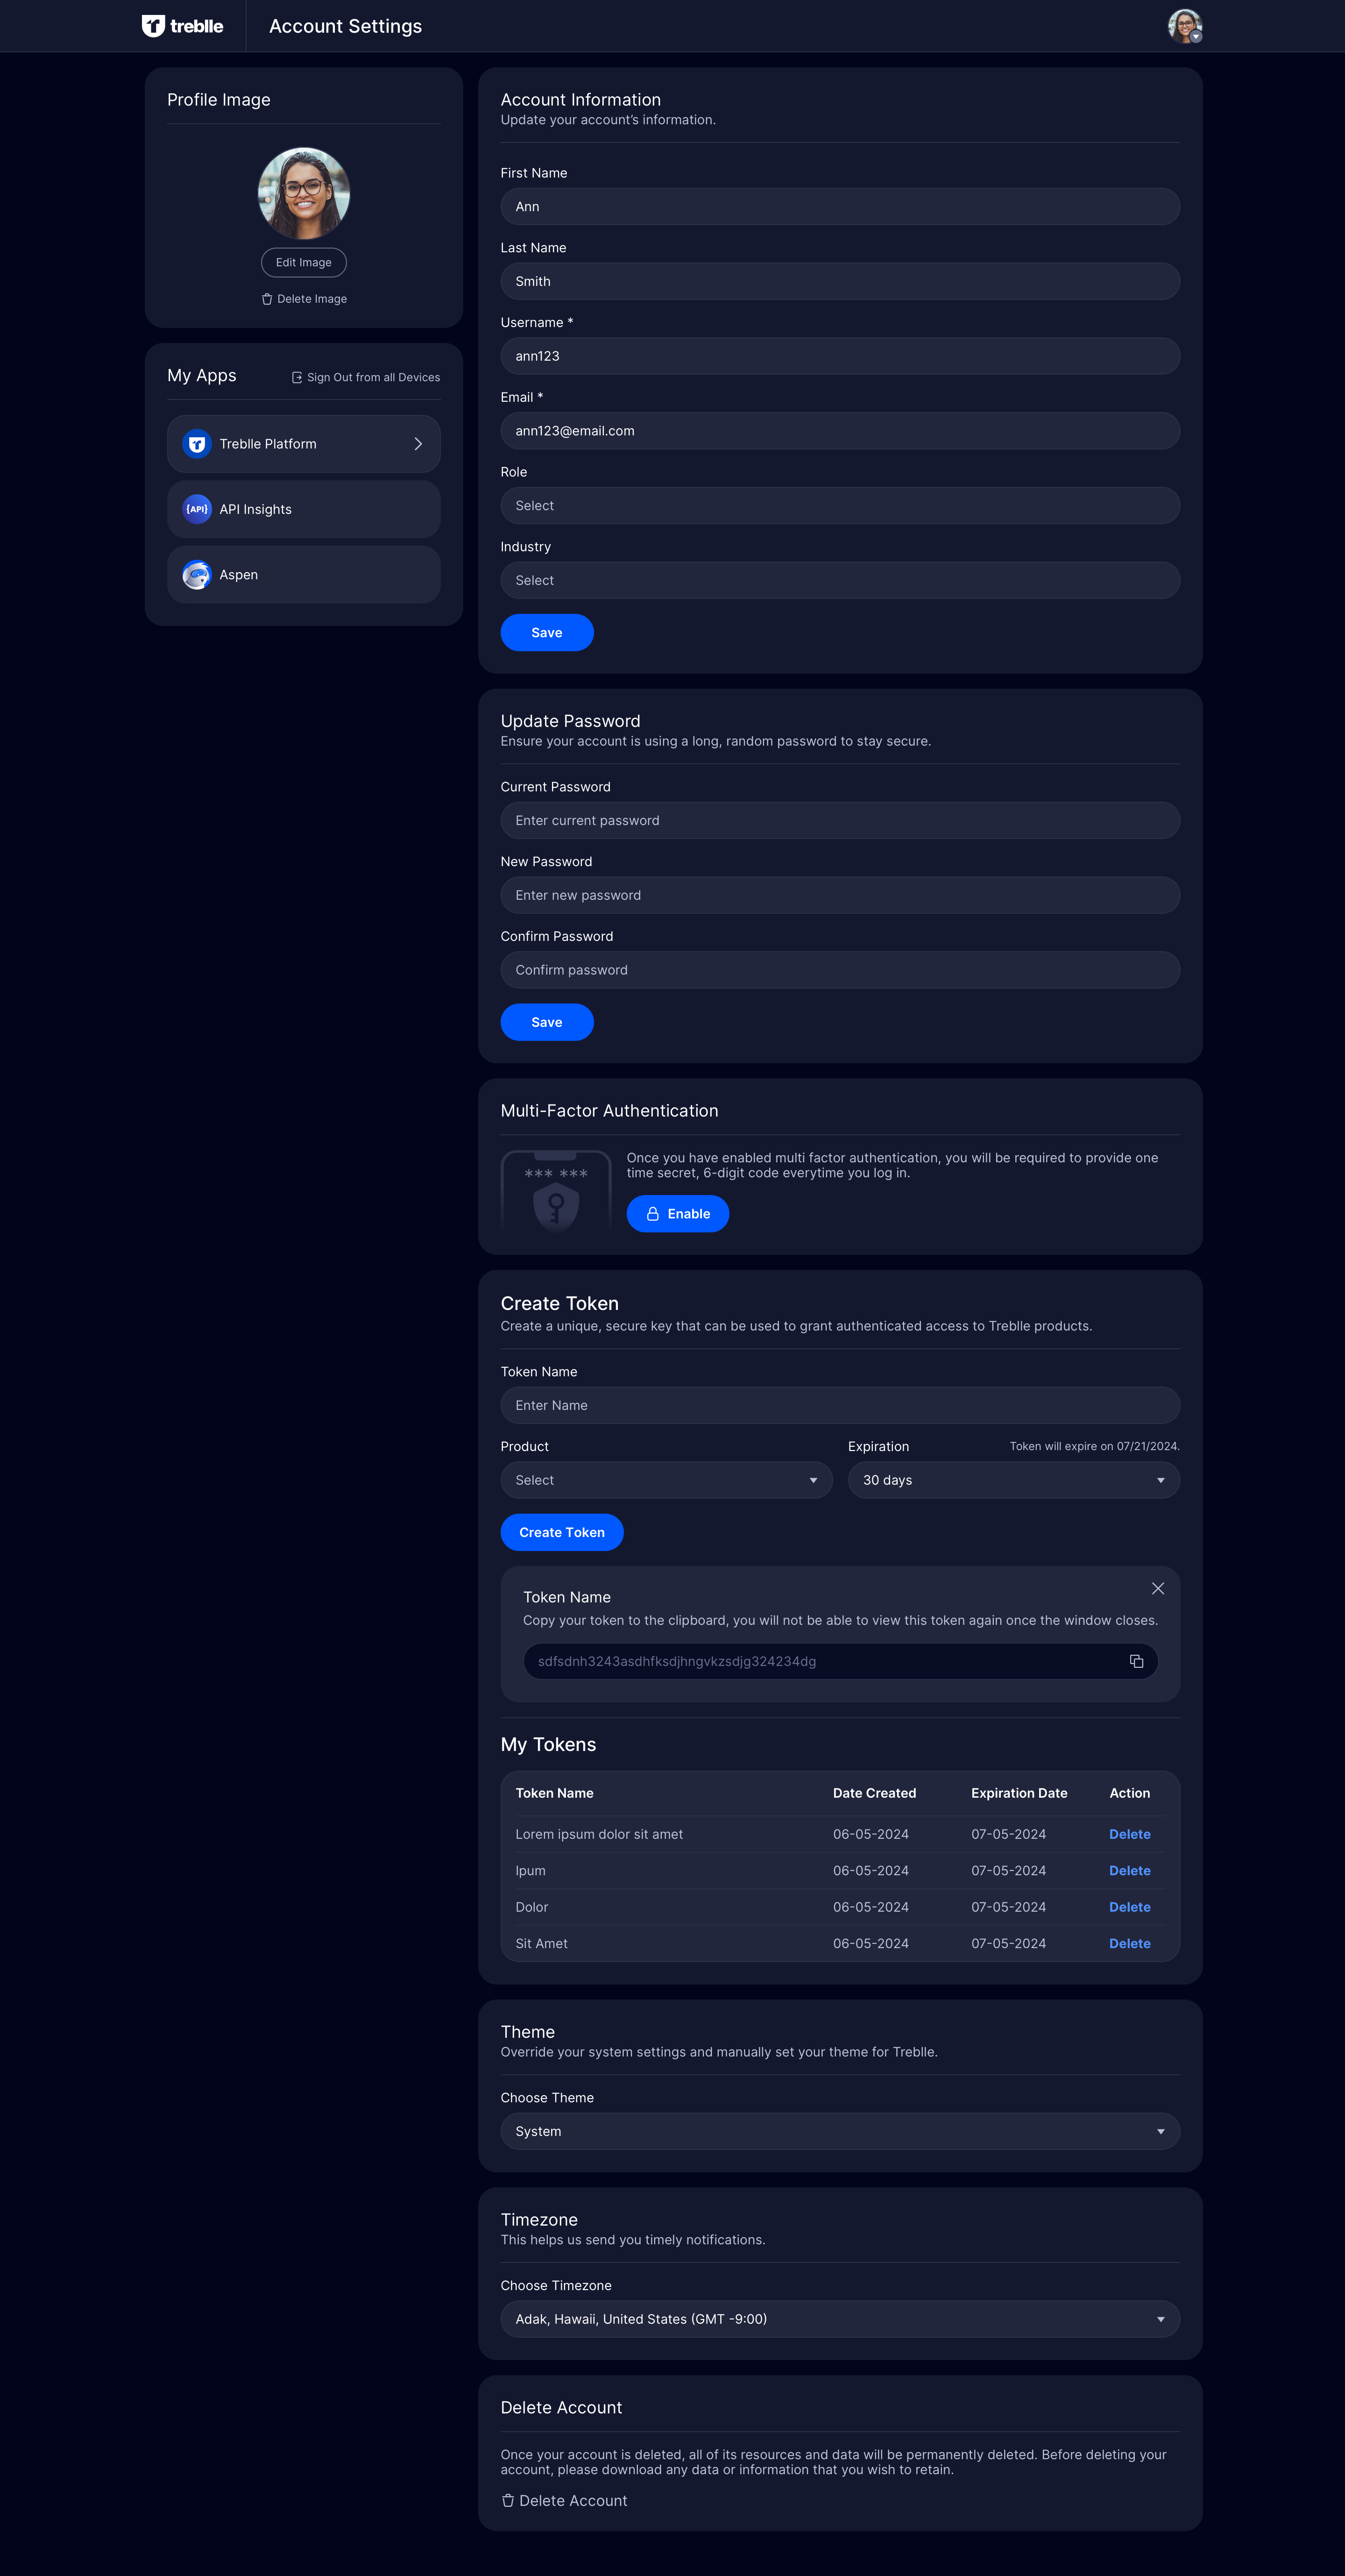 treblle
Account Settings
Profile Image
Edit Image
Delete Image
My Apps
Sign Out from all Devices
Treblle Platform
{API}
API Insights
Aspen
Account Information
Update your account’s information.
First Name
Ann
Last Name
Smith
Username *
ann123
Email *
ann123@email.com
Role
Select
Industry
Select
Save
Update Password
Ensure your account is using a long, random password to stay secure.
Current Password
Enter current password
New Password
Enter new password
Confirm Password
Confirm password
Save
Multi-Factor Authentication
*** ***
Once you have enabled multi factor authentication, you will be required to provide one
time secret, 6-digit code everytime you log in.
Enable
Create Token
Create a unique, secure key that can be used to grant authenticated access to Treblle products.
Token Name
Enter Name
Product
Select
Expiration
Token will expire on 07/21/2024.
30 days
Create Token
Token Name
Copy your token to the clipboard, you will not be able to view this token again once the window closes.
sdfsdnh3243asdhfksdjhngvkzsdjg324234dg
My Tokens
Token Name Date Created Expiration Date Action
Lorem ipsum dolor sit amet 06-05-2024 07-05-2024 Delete
Ipum 06-05-2024 07-05-2024 Delete
Dolor 06-05-2024 07-05-2024 Delete
Sit Amet 06-05-2024 07-05-2024 Delete
Theme
Override your system settings and manually set your theme for Treblle.
Choose Theme
System
Timezone
This helps us send you timely notifications.
Choose Timezone
Adak, Hawaii, United States (GMT -9:00)
Delete Account
Once your account is deleted, all of its resources and data will be permanently deleted. Before deleting your
account, please download any data or information that you wish to retain.
Delete Account